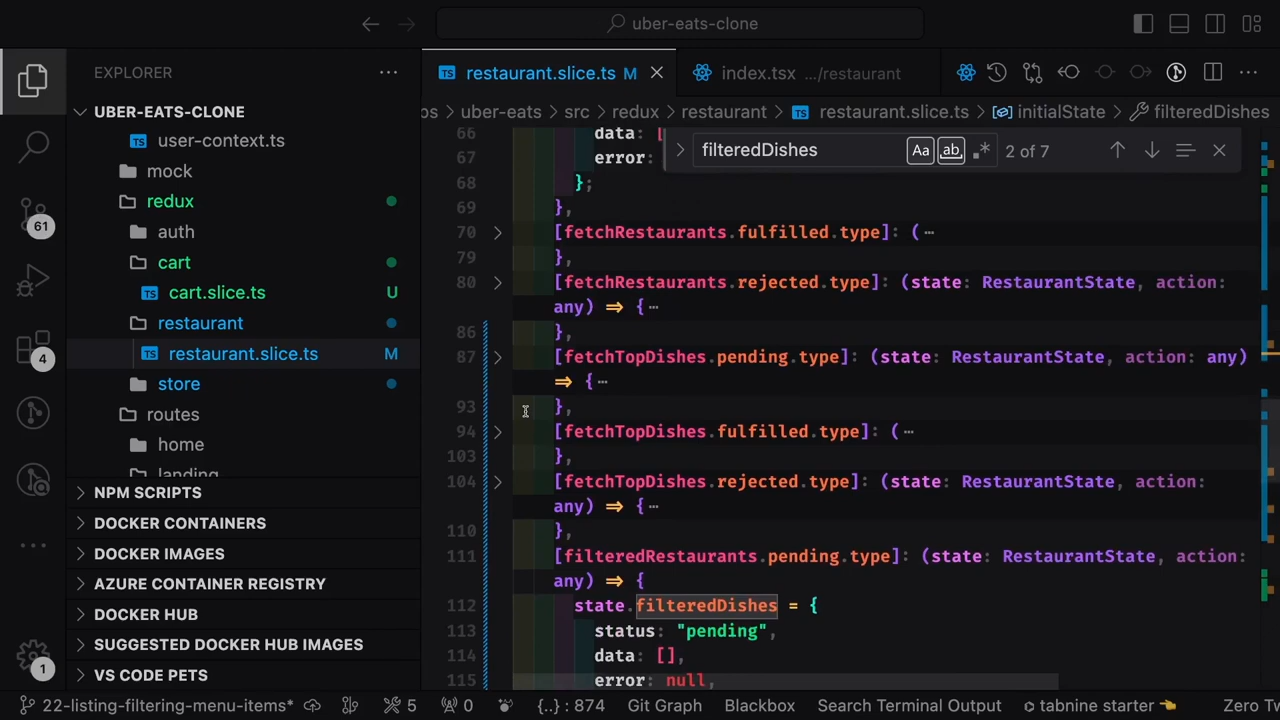 uber-eats-clone
EXPLORER
UBER-EATS-CLONE
user-context.ts
mock
redux
auth
cart
cart.slice.ts U
restaurant
restaurant.slice.ts M
store
routes
home
landing
NPM SCRIPTS
DOCKER CONTAINERS
DOCKER IMAGES
AZURE CONTAINER REGISTRY
DOCKER HUB
SUGGESTED DOCKER HUB IMAGES
VS CODE PETS
61
4
1
TS restaurant.slice.ts M
index.tsx .../restaurant
ps > uber-eats > src > redux > restaurant > TS restaurant.slice.ts > initialState > filteredDishes
filteredDishes Aa ab 2 of 7
66 data: [
67 error:
68 };
69 },
70 [fetchRestaurants.fulfilled.type]: ( ⋯
79 },
80 [fetchRestaurants.rejected.type]: (state: RestaurantState, action:
any) ⇒ { ⋯
86 },
87 [fetchTopDishes.pending.type]: (state: RestaurantState, action: any)
⇒ { ⋯
93 },
94 [fetchTopDishes.fulfilled.type]: ( ⋯
103 },
104 [fetchTopDishes.rejected.type]: (state: RestaurantState, action:
any) ⇒ { ⋯
110 },
111 [filteredRestaurants.pending.type]: (state: RestaurantState, action:
any) ⇒ {
112 state.filteredDishes = {
113 status: "pending",
114 data: [],
115 error: null,
22-listing-filtering-menu-items* 5 0 {..} : 874 Git Graph Blackbox Search Terminal Output tabnine starter Zero Tw